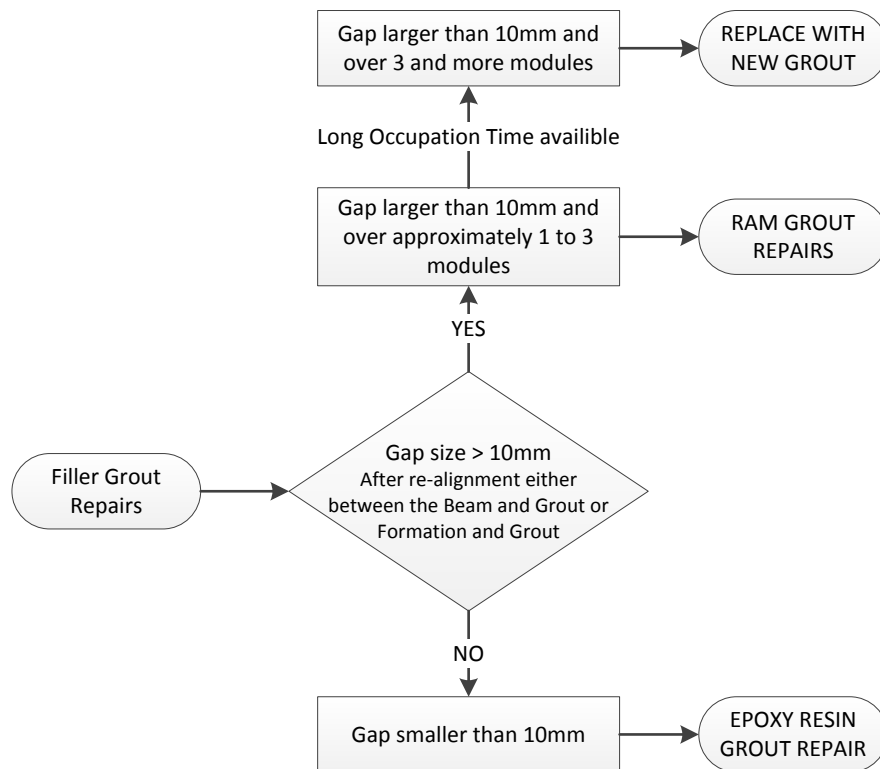 Gap larger than 10mm and
over 3 and more modules
REPLACE WITH
NEW GROUT
Long Occupation Time availible
Gap larger than 10mm and
over approximately 1 to 3
modules
RAM GROUT
REPAIRS
YES
Filler Grout
Repairs
Gap size > 10mm
After re-alignment either
between the Beam and Grout or
Formation and Grout
NO
Gap smaller than 10mm
EPOXY RESIN
GROUT REPAIR